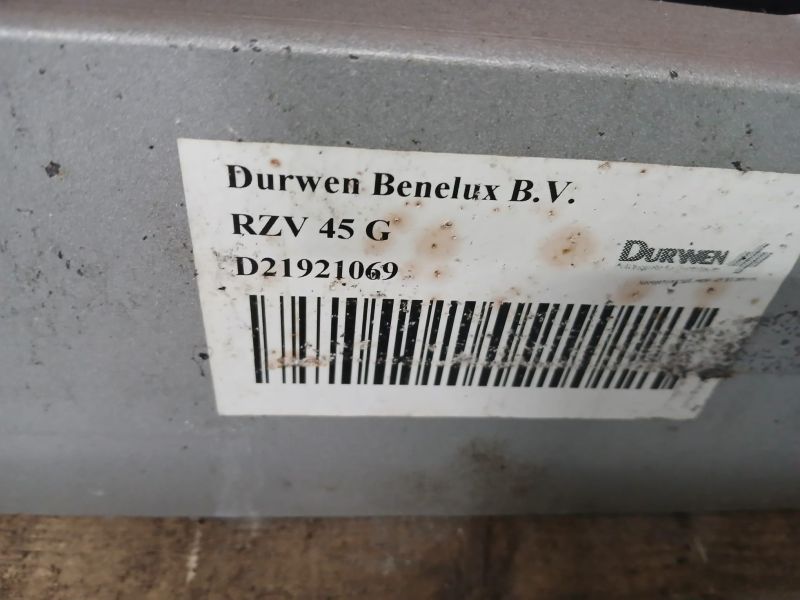 Durwen Benelux B.V.
RZV 45 G
D21921069
DURWEN